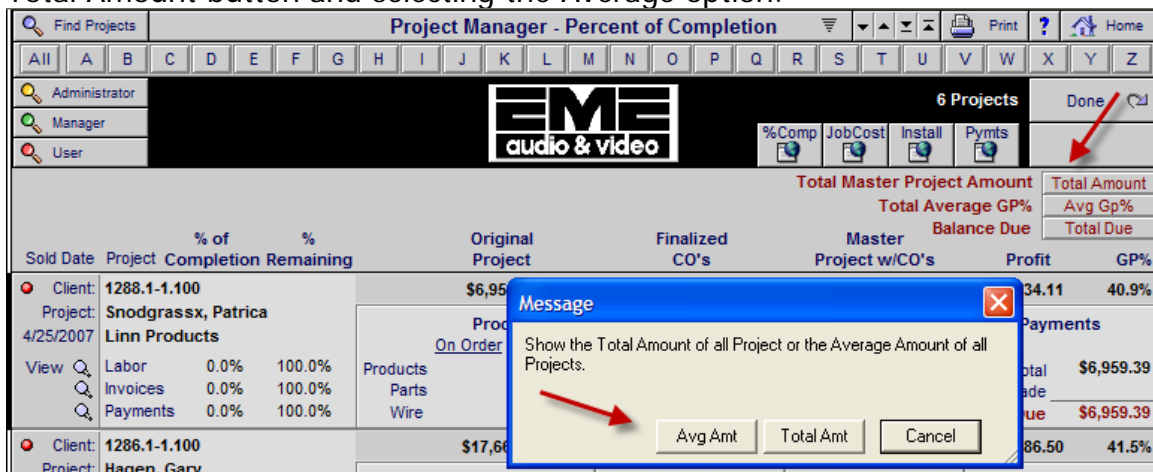 Total Amount button and selecting the Average option.
Find Projects Project Manager - Percent of Completion Print ? Home
All A B C D E F G H I J K L M N O P Q R S T U V W X Y Z
Administrator
Manager
User
EME
audio & video
6 Projects Done
%Comp JobCost Install Pymts
Total Master Project Amount Total Amount
Total Average GP% Avg Gp%
Balance Due Total Due
% of % Original Finalized Master
Sold Date Project Completion Remaining Project CO's Project w/CO's Profit GP%
Client: 1288.1-1.100 $6,95 34.11 40.9%
Project: Snodgrassx, Patrica
4/25/2007 Linn Products
On Order
Payments
View Labor 0.0% 100.0% Products $6,959.39
Invoices 0.0% 100.0% Parts
Payments 0.0% 100.0% Wire $6,959.39
Message
Show the Total Amount of all Project or the Average Amount of all
Projects.
Avg Amt Total Amt Cancel
Client: 1286.1-1.100 $17,66 86.50 41.5%
Project: Hagen, Gary